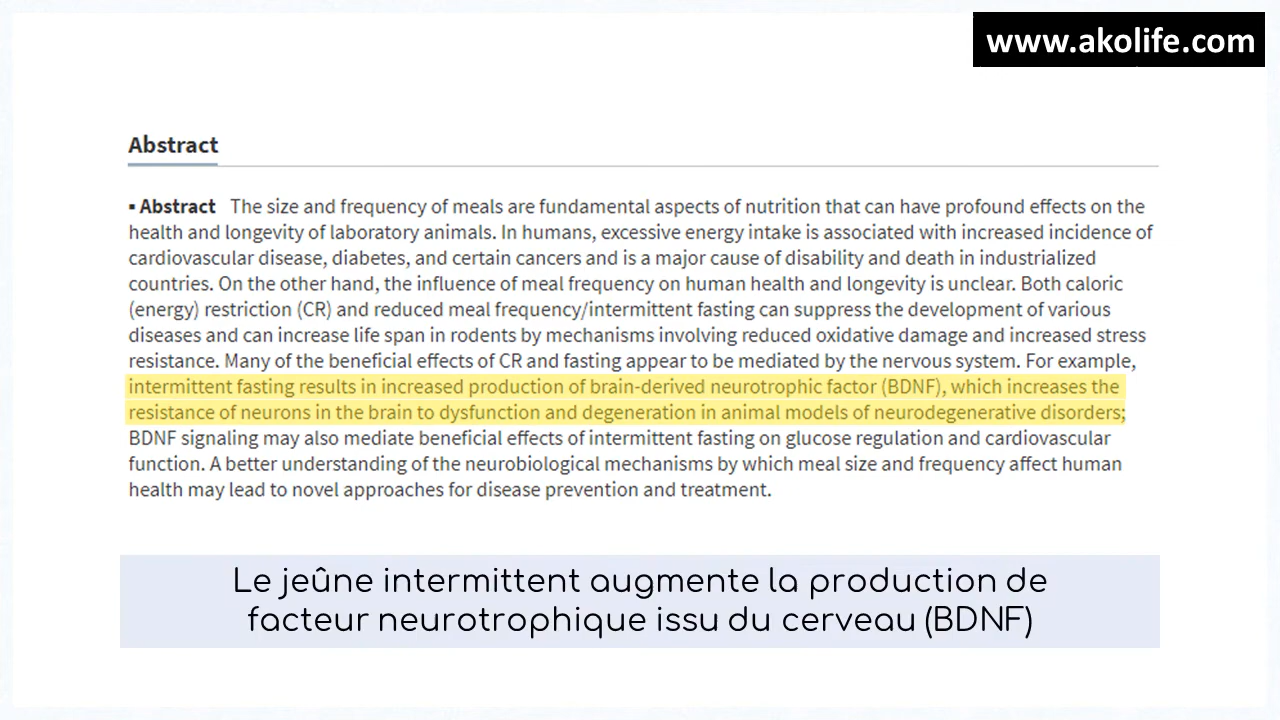 www.akolife.com
Abstract
▪ Abstract The size and frequency of meals are fundamental aspects of nutrition that can have profound effects on the
health and longevity of laboratory animals. In humans, excessive energy intake is associated with increased incidence of
cardiovascular disease, diabetes, and certain cancers and is a major cause of disability and death in industrialized
countries. On the other hand, the influence of meal frequency on human health and longevity is unclear. Both caloric
(energy) restriction (CR) and reduced meal frequency/intermittent fasting can suppress the development of various
diseases and can increase life span in rodents by mechanisms involving reduced oxidative damage and increased stress
resistance. Many of the beneficial effects of CR and fasting appear to be mediated by the nervous system. For example,
intermittent fasting results in increased production of brain-derived neurotrophic factor (BDNF), which increases the
resistance of neurons in the brain to dysfunction and degeneration in animal models of neurodegenerative disorders;
BDNF signaling may also mediate beneficial effects of intermittent fasting on glucose regulation and cardiovascular
function. A better understanding of the neurobiological mechanisms by which meal size and frequency affect human
health may lead to novel approaches for disease prevention and treatment.
Le jeûne intermittent augmente la production de
facteur neurotrophique issu du cerveau (BDNF)